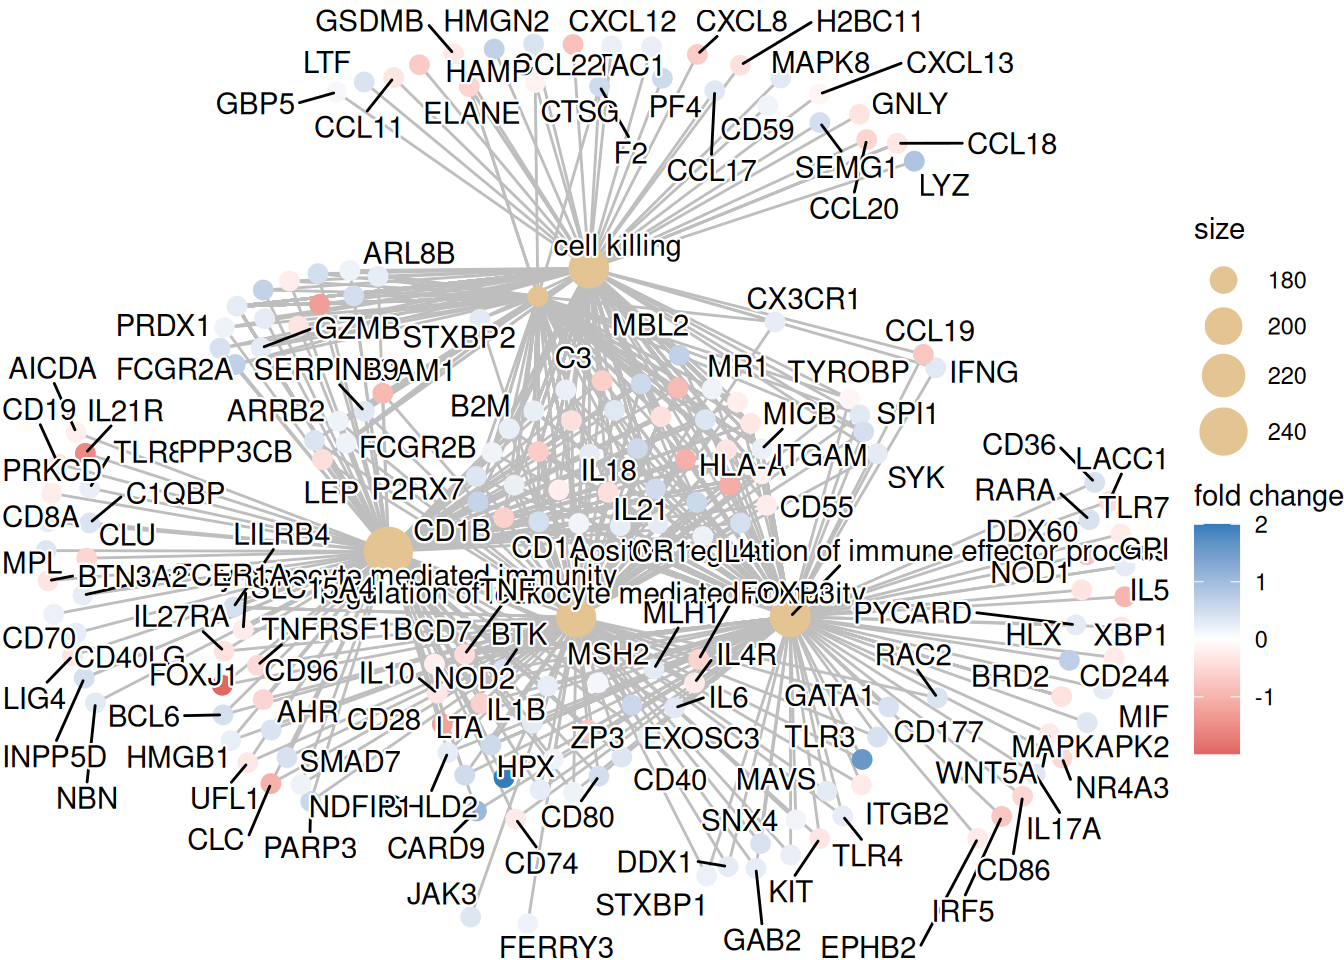 GSDMB
HMGN2
CXCL12
CXCL8
H2BC11
LTF
HAMP
CCL22
TAC1
MAPK8
CXCL13
GBP5
CCL11
ELANE
CTSG
PF4
CD59
GNLY
F2
CCL17
SEMG1
CCL18
LYZ
CCL20
cell killing
ARL8B
size
180
200
220
240
PRDX1
GZMB
STXBP2
MBL2
CX3CR1
CCL19
AICDA
FCGR2A
SERPINB9
C3
MR1
TYROBP
IFNG
CD19
IL21R
ARRB2
B2M
MICB
SPI1
PRKCD
PPP3CB
FCGR2B
IL18
HLA-A
ITGAM
SYK
CD36
LACC1
C1QBP
LEP
P2RX7
IL21
CD55
RARA
TLR7
fold change
2
1
0
-1
CD8A
CLU
LILRB4
CD1B
CD1A
CR1
IL4
positive regulation of immune effector process
DDX60
GPI
MPL
BTN3A2
FCER1A
SLC15A4
leukocyte mediated immunity
TNF
regulation of leukocyte mediated immunity
FOXP3
NOD1
IL5
IL27RA
TNFRSF1B
CD7
BTK
MLH1
PYCARD
HLX
XBP1
CD70
CD40LG
FOXJ1
CD96
IL10
NOD2
MSH2
IL4R
RAC2
BRD2
CD244
LIG4
BCL6
AHR
CD28
LTA
IL1B
IL6
GATA1
CD177
MIF
INPP5D
HMGB1
SMAD7
HPX
ZP3
EXOSC3
TLR3
MAPKAPK2
NBN
UFL1
NDFIP1
PHLD2
CD80
CD40
MAVS
WNT5A
NR4A3
CLC
PARP3
CARD9
CD74
SNX4
ITGB2
IL17A
JAK3
DDX1
KIT
TLR4
CD86
STXBP1
IRF5
FERRY3
GAB2
EPHB2